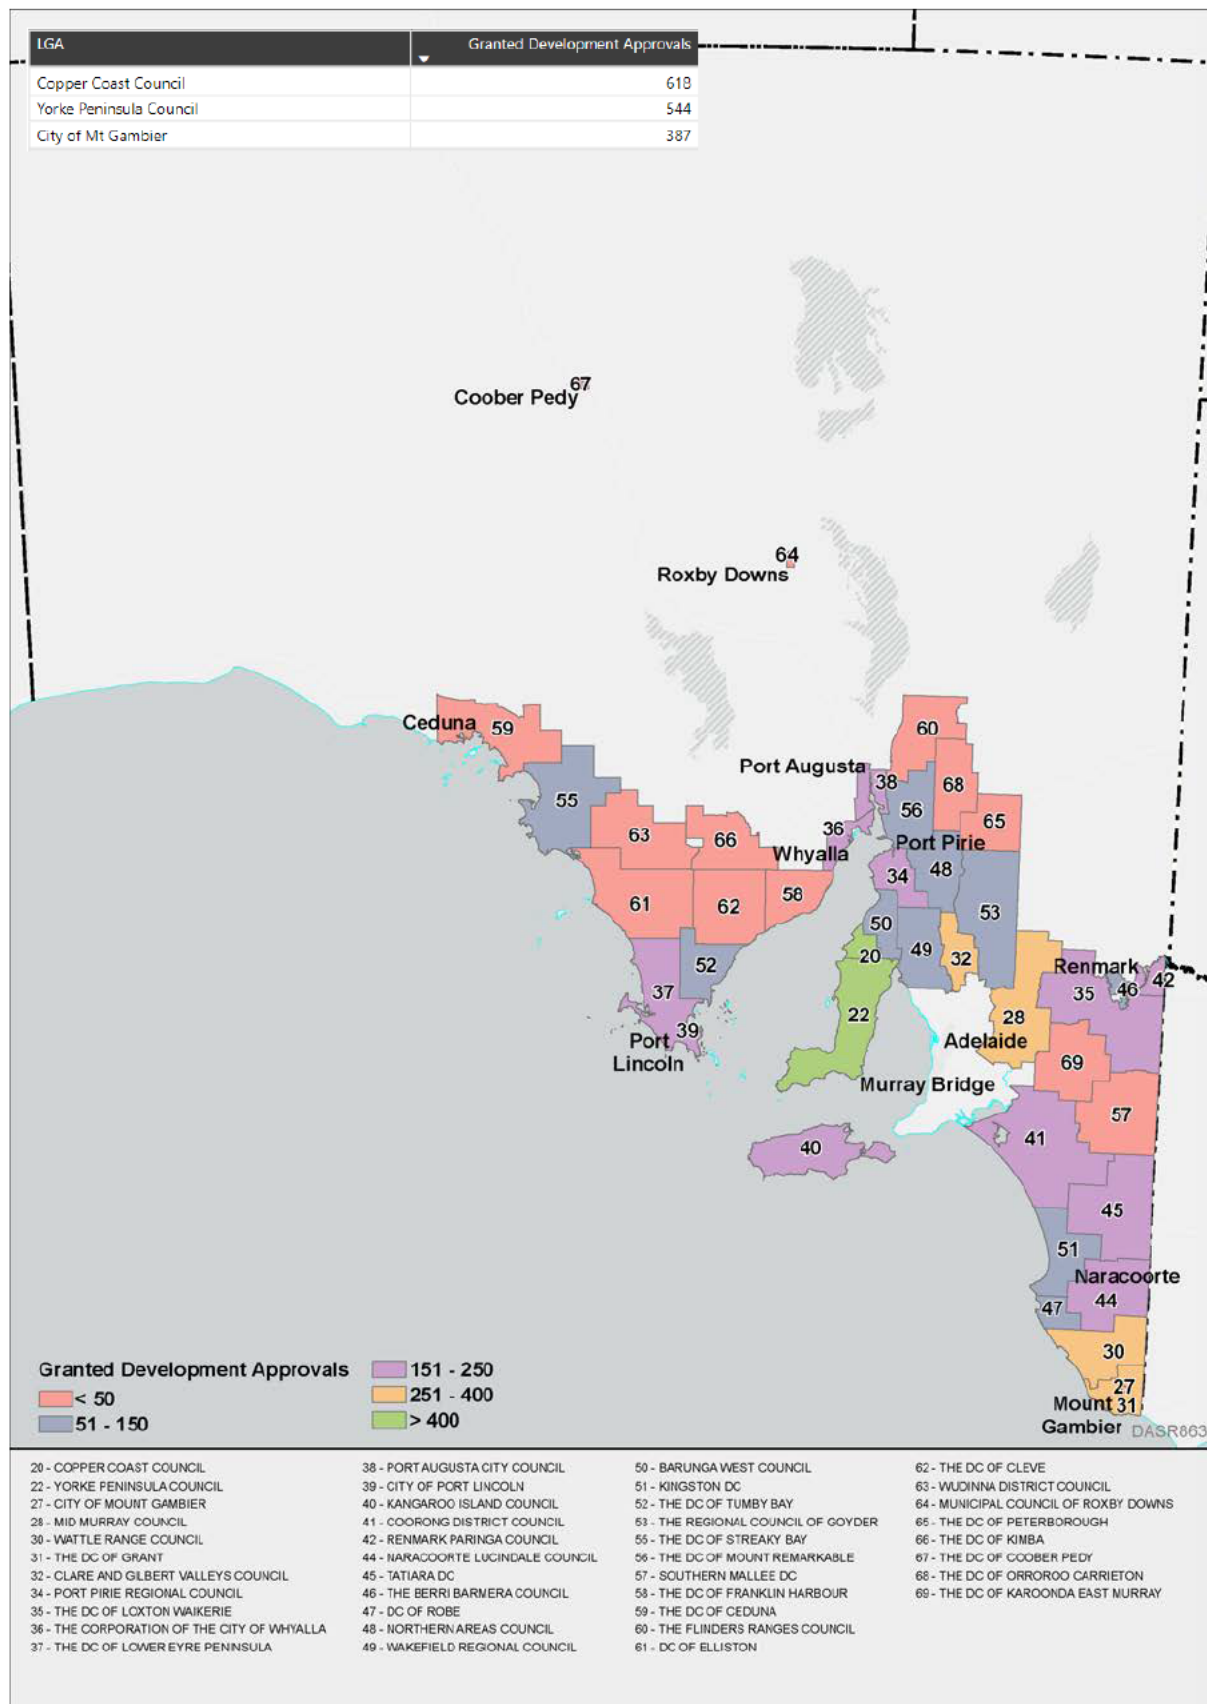 LGA Granted Development Approvals
Copper Coast Council 618
Yorke Peninsula Council 544
City of Mt Gambier 387
67
Coober Pedy
64
Roxby Downs
Ceduna 59
60
Port Augusta 38
68
55
56
65
63
66
36
Port Pirie
Whyalla
34
48
61
62
58
53
50
49
20
32
52
Renmark
42
46
35
37
22
28
39
Port
Lincoln
Adelaide
69
Murray Bridge
57
41
40
45
51
Naracoorte
44
47
30
27
Mount 31
Gambier
DASR863
Granted Development Approvals
< 50
51 - 150
151 - 250
251 - 400
> 400
20 - COPPER COAST COUNCIL
22 - YORKE PENINSULA COUNCIL
27 - CITY OF MOUNT GAMBIER
28 - MID MURRAY COUNCIL
30 - WATTLE RANGE COUNCIL
31 - THE DC OF GRANT
32 - CLARE AND GILBERT VALLEYS COUNCIL
34 - PORT PIRIE REGIONAL COUNCIL
35 - THE DC OF LOXTON WAIKERIE
36 - THE CORPORATION OF THE CITY OF WHYALLA
37 - THE DC OF LOWER EYRE PENINSULA
38 - PORT AUGUSTA CITY COUNCIL
39 - CITY OF PORT LINCOLN
40 - KANGAROO ISLAND COUNCIL
41 - COORONG DISTRICT COUNCIL
42 - RENMARK PARINGA COUNCIL
44 - NARACOORTE LUCINDALE COUNCIL
45 - TATIARA DC
46 - THE BERRI BARMERA COUNCIL
47 - DC OF ROBE
48 - NORTHERN AREAS COUNCIL
49 - WAKEFIELD REGIONAL COUNCIL
50 - BARUNGA WEST COUNCIL
51 - KINGSTON DC
52 - THE DC OF TUMBY BAY
53 - THE REGIONAL COUNCIL OF GOYDER
55 - THE DC OF STREAKY BAY
56 - THE DC OF MOUNT REMARKABLE
57 - SOUTHERN MALLEE DC
58 - THE DC OF FRANKLIN HARBOUR
59 - THE DC OF CEDUNA
60 - THE FLINDERS RANGES COUNCIL
61 - DC OF ELLISTON
62 - THE DC OF CLEVE
63 - WUDINNA DISTRICT COUNCIL
64 - MUNICIPAL COUNCIL OF ROXBY DOWNS
65 - THE DC OF PETERBOROUGH
66 - THE DC OF KIMBA
67 - THE DC OF COOBER PEDY
68 - THE DC OF ORROROO CARRIETON
69 - THE DC OF KAROONDA EAST MURRAY